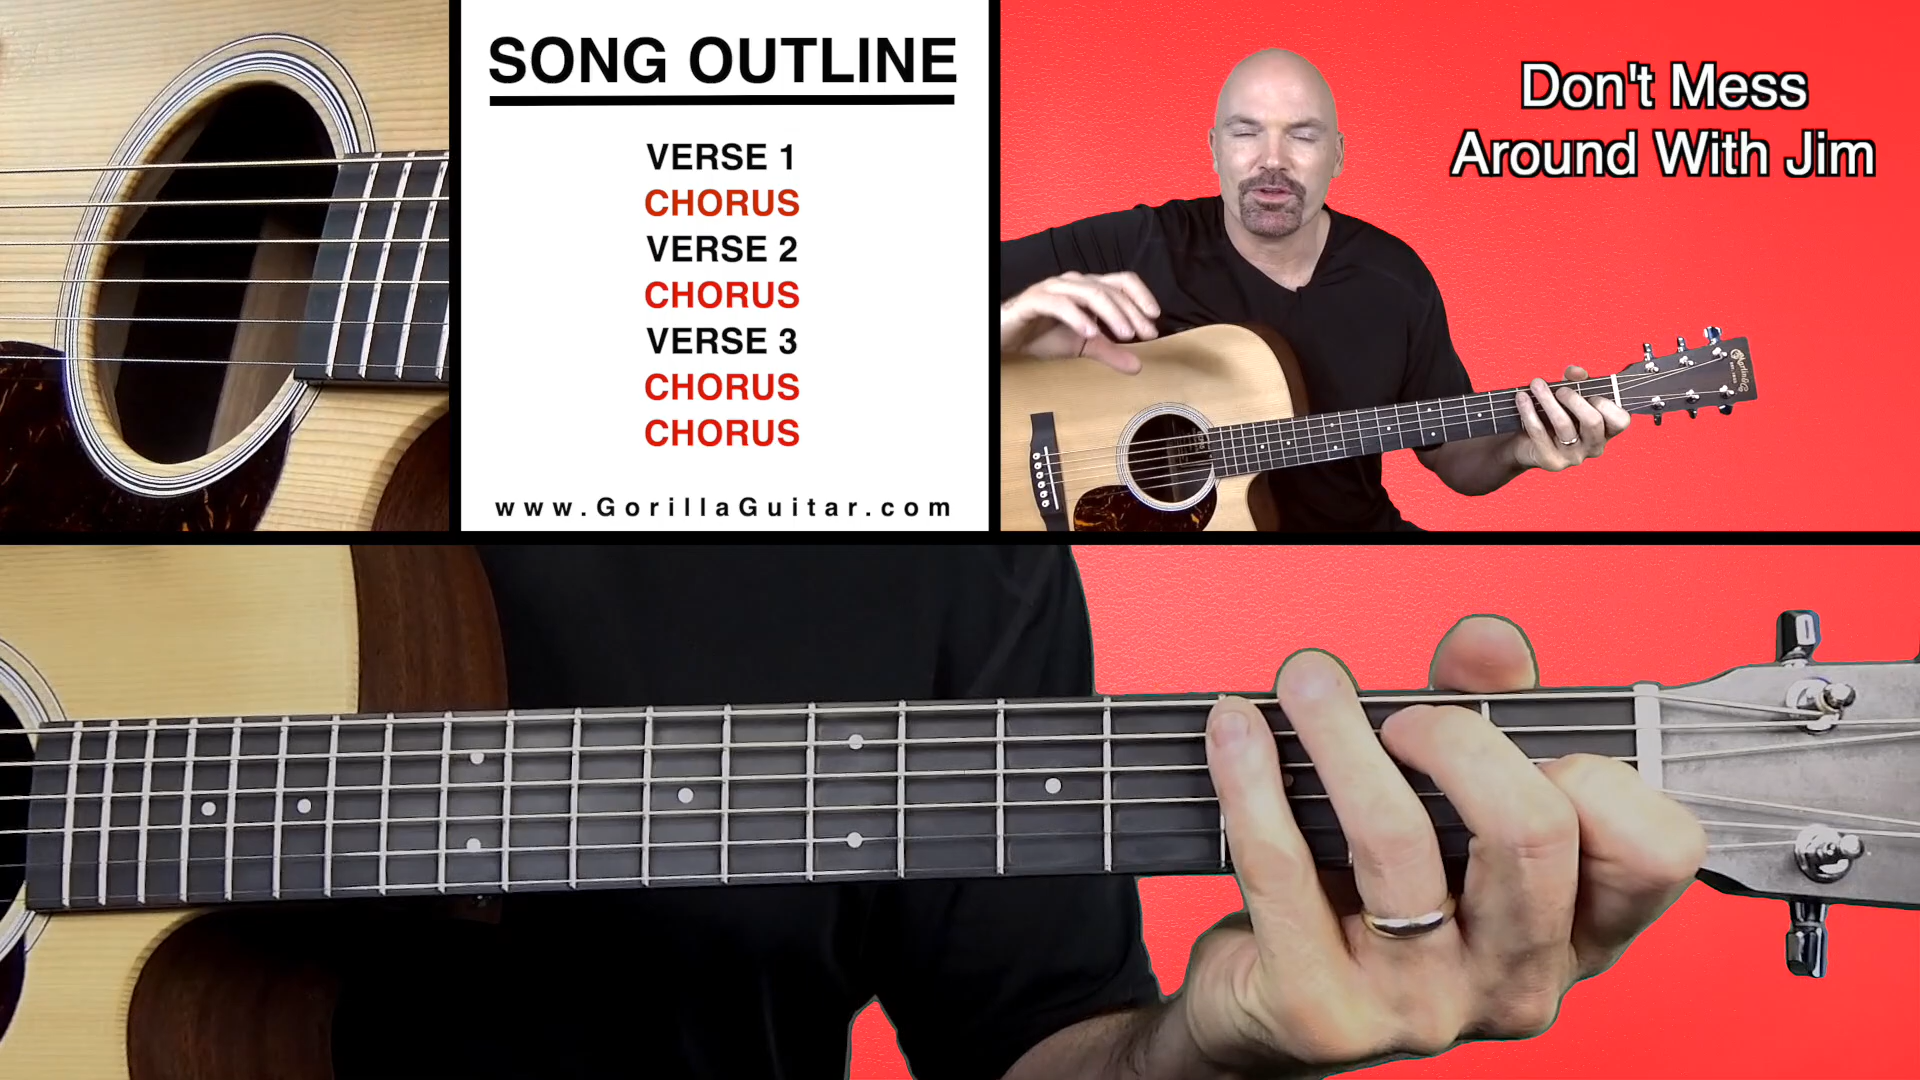 SONG OUTLINE
VERSE 1
CHORUS
VERSE 2
CHORUS
VERSE 3
CHORUS
CHORUS
www.GorillaGuitar.com
Don't Mess
Around With Jim